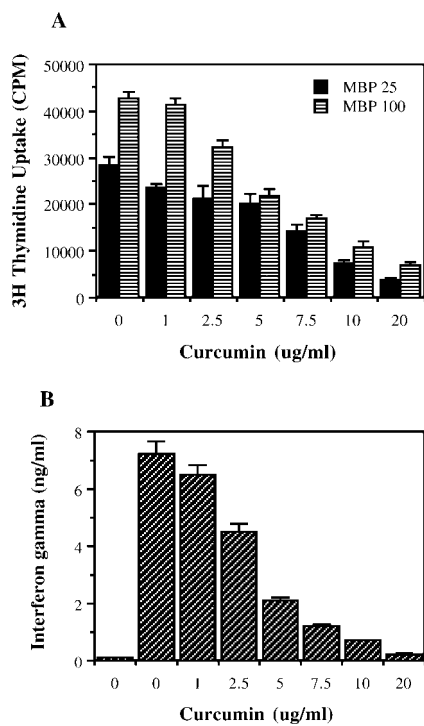 A
3H Thymidine Uptake (CPM)
50000
40000
30000
20000
10000
0
MBP 25
MBP 100
0 1 2.5 5 7.5 10 20
Curcumin (ug/ml)
B
Interferon gamma (ng/ml)
8
6
4
2
0
0 0 1 2.5 5 7.5 10 20
Curcumin (ug/ml)